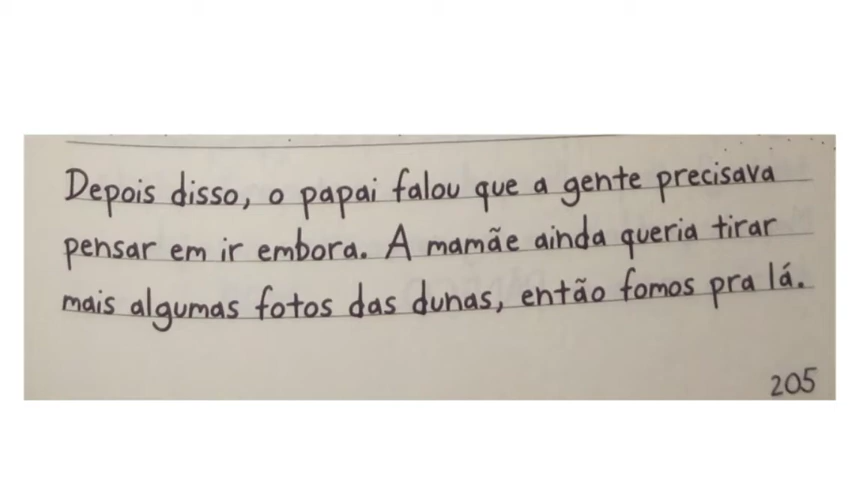 Depois disso, o papai falou que a gente precisava
pensar em ir embora. A mamãe ainda queria tirar
mais algumas fotos das dunas, então fomos pra lá.
205